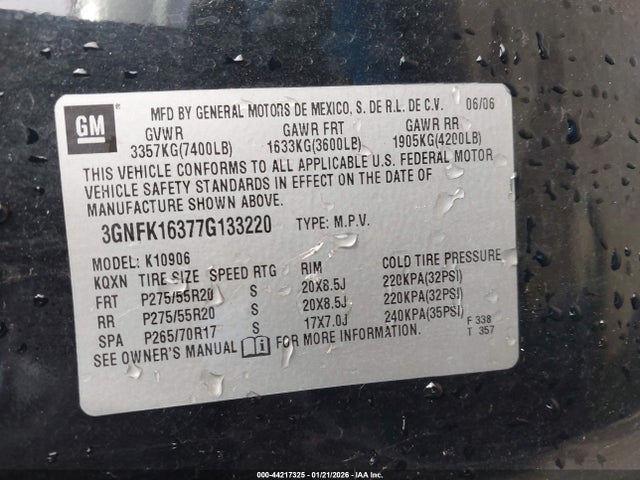 GM
MFD BY GENERAL MOTORS DE MEXICO, S. DE R.L. DE C.V. 06/06
GVWR GAWR FRT GAWR RR
3357KG(7400LB) 1633KG(3600LB) 1905KG(4200LB)
THIS VEHICLE CONFORMS TO ALL APPLICABLE U.S. FEDERAL MOTOR
VEHICLE SAFETY STANDARDS IN EFFECT ON THE DATE OF
MANUFACTURE SHOWN ABOVE.
3GNFK16377G133220 TYPE: M.P.V.
MODEL: K10906
KQXN TIRE SIZE SPEED RTG RIM COLD TIRE PRESSURE
FRT P275/55R20 S 20X8.5J 220KPA(32PSI)
RR P275/55R20 S 20X8.5J 220KPA(32PSI)
SPA P265/70R17 S 17X7.0J 240KPA(35PSI)
SEE OWNER'S MANUAL i FOR MORE INFORMATION. F 338
T 357
000-44217325 | 01/21/2026 | IAA Inc.